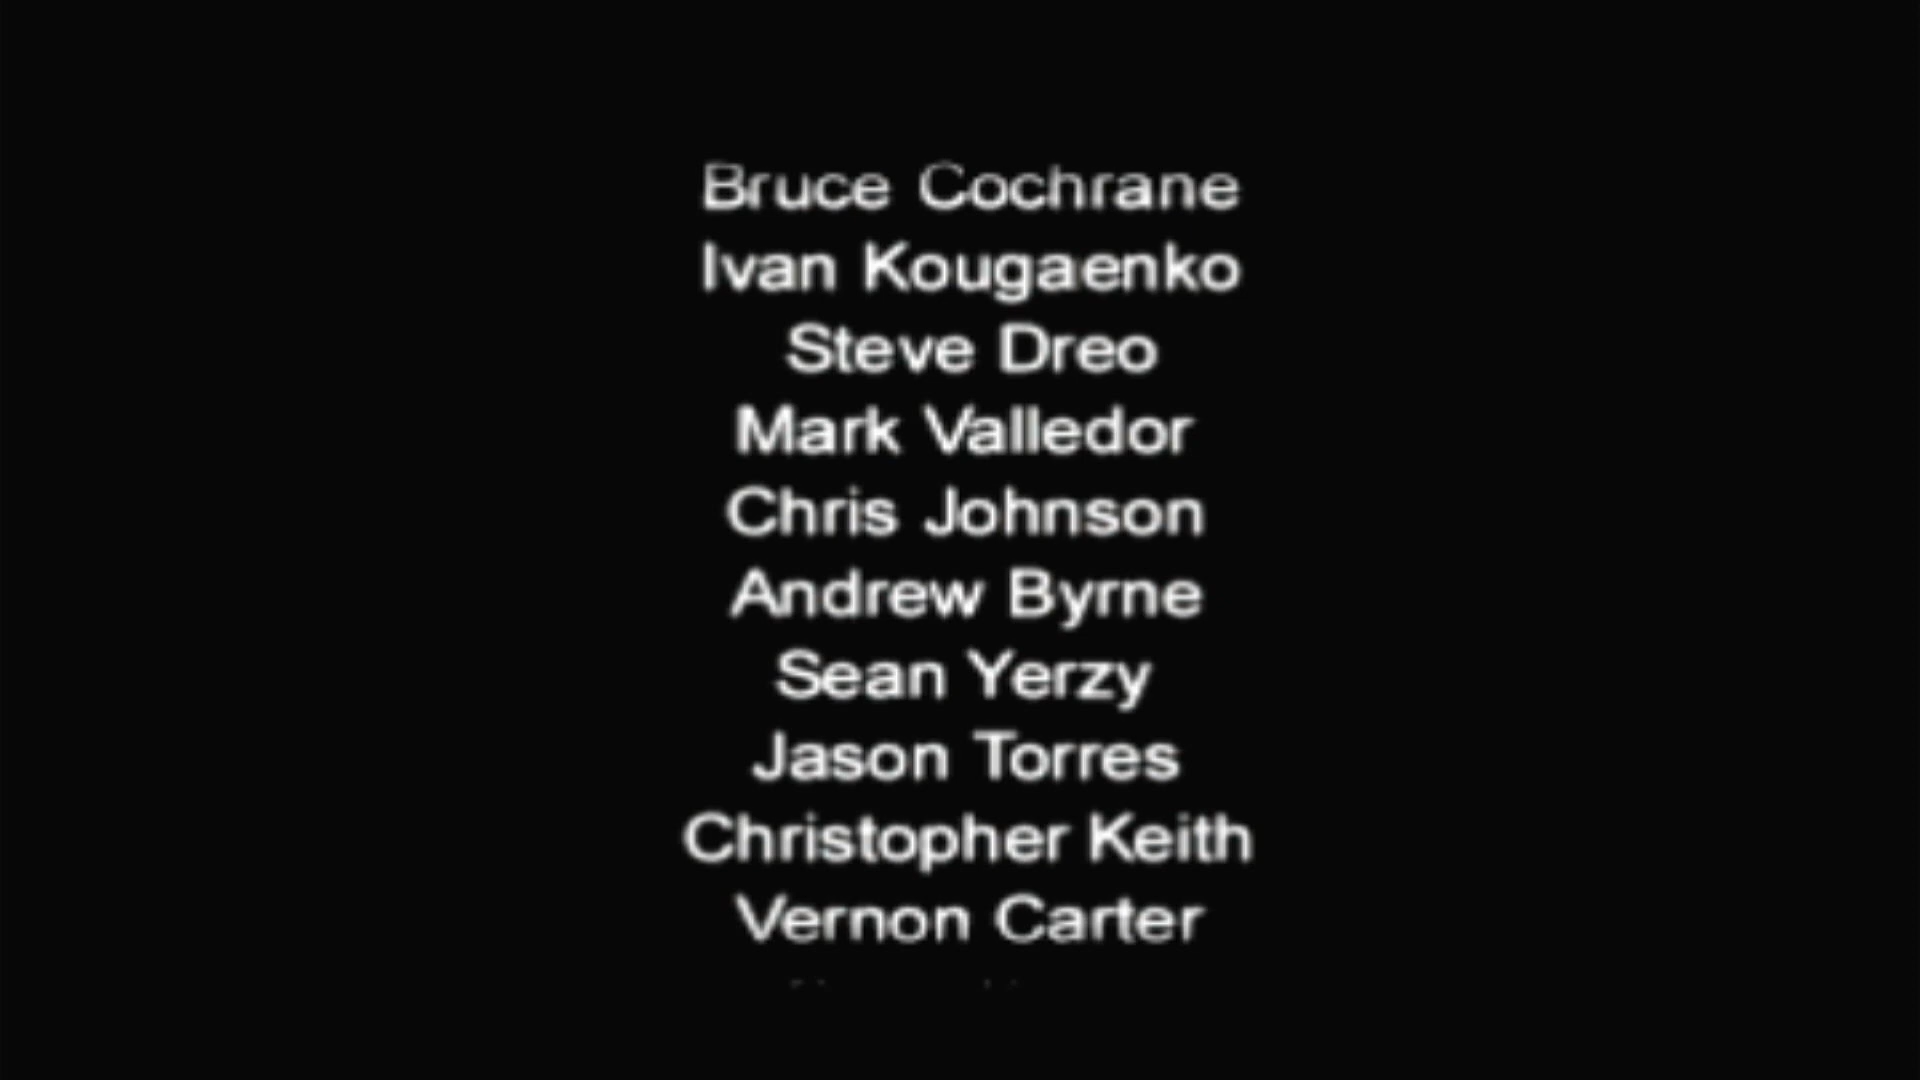 Bruce Cochrane
Ivan Kougaenko
Steve Dreo
Mark Valledor
Chris Johnson
Andrew Byrne
Sean Yerzy
Jason Torres
Christopher Keith
Vernon Carter